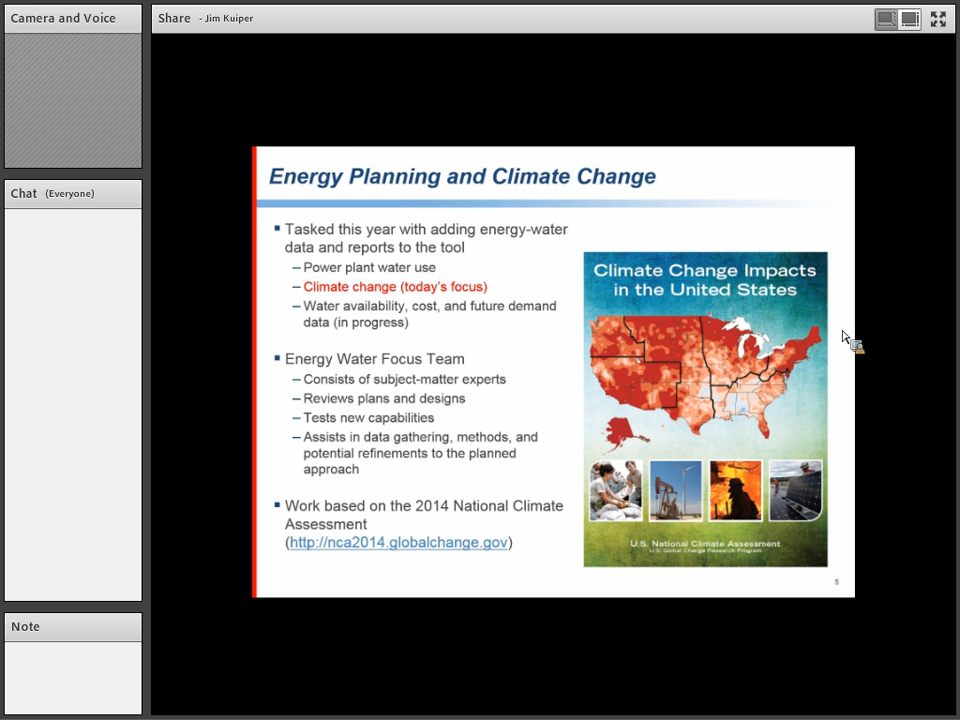 Camera and Voice
Share - Jim Kuiper
Chat (Everyone)
Note
Energy Planning and Climate Change
▪ Tasked this year with adding energy-water
data and reports to the tool
– Power plant water use
– Climate change (today's focus)
– Water availability, cost, and future demand
data (in progress)
▪ Energy Water Focus Team
– Consists of subject-matter experts
– Reviews plans and designs
– Tests new capabilities
– Assists in data gathering, methods, and
potential refinements to the planned
approach
▪ Work based on the 2014 National Climate
Assessment
(http://nca2014.globalchange.gov)
Climate Change Impacts
in the United States
U.S. National Climate Assessment
U.S. Global Change Research Program
5